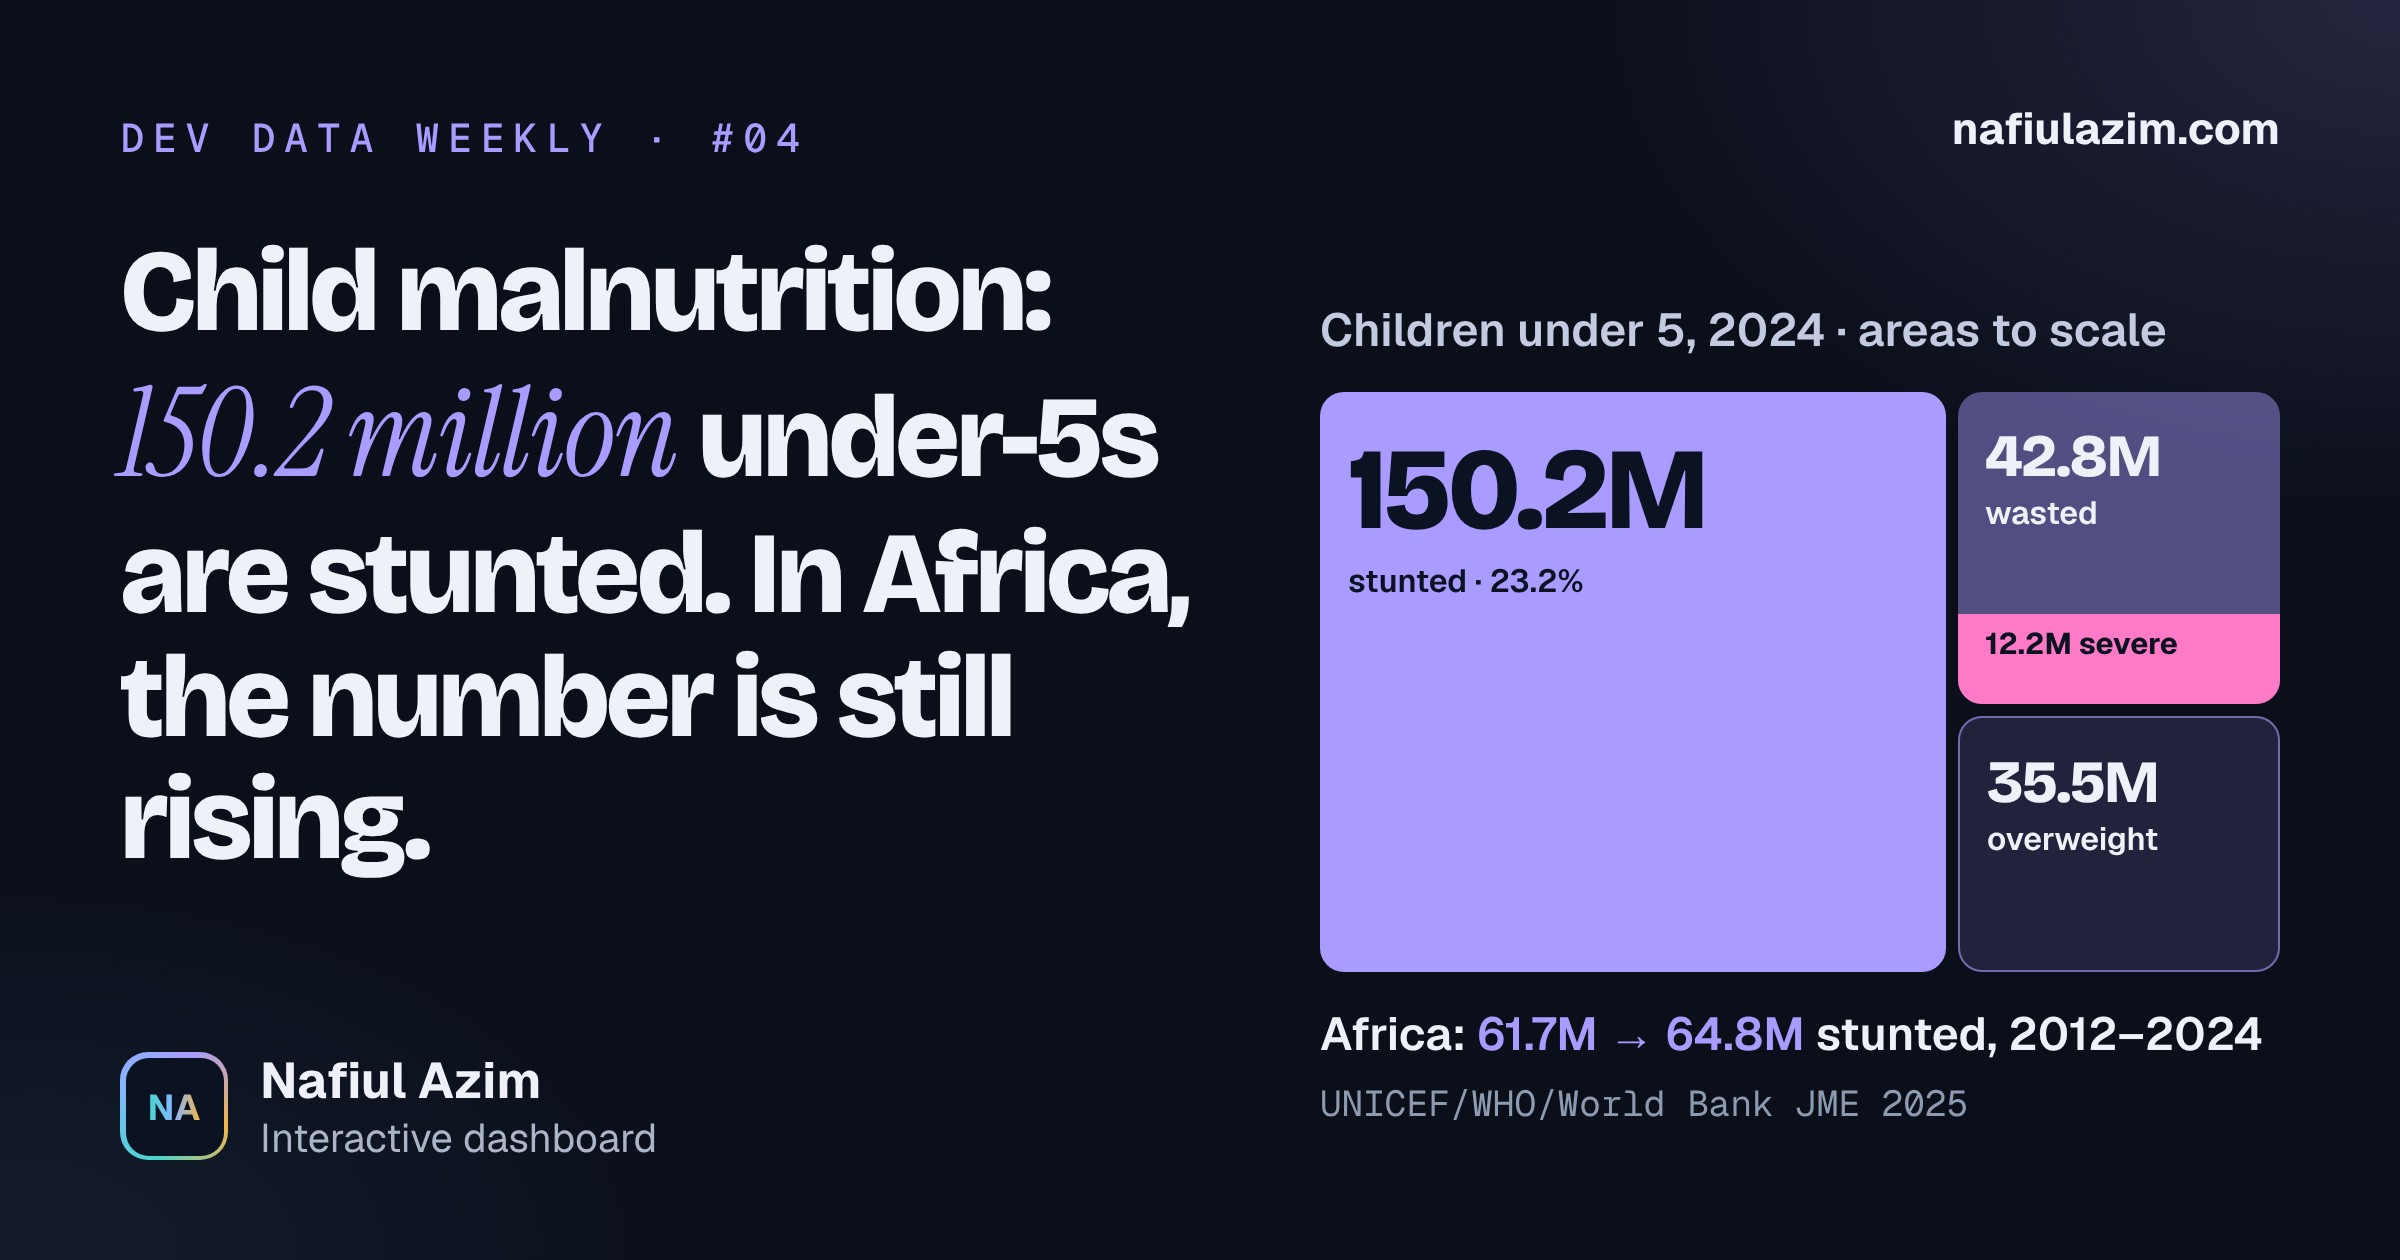 DEV DATA WEEKLY · #04
nafiulazim.com
Child malnutrition:
150.2 million under-5s
are stunted. In Africa,
the number is still
rising.
Children under 5, 2024 · areas to scale
150.2M
stunted · 23.2%
42.8M
wasted
12.2M severe
35.5M
overweight
Africa: 61.7M → 64.8M stunted, 2012–2024
UNICEF/WHO/World Bank JME 2025
NA
Nafiul Azim
Interactive dashboard